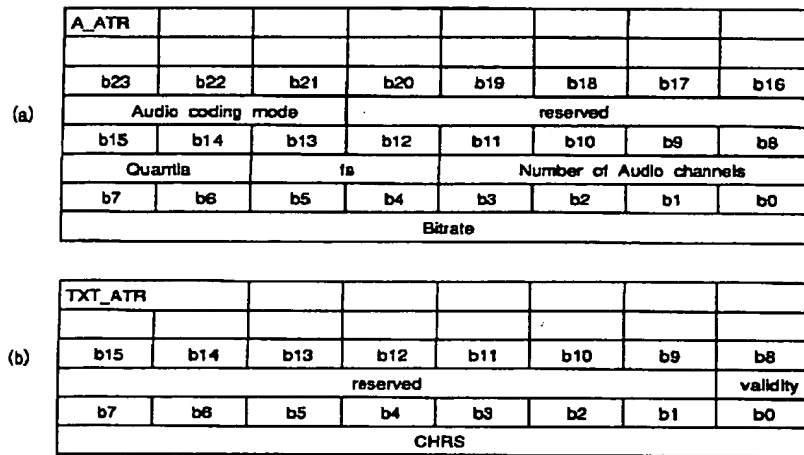 A_ATR
b23 b22 b21 b20 b19 b18 b17 b16
(a)
Audio coding mode reserved
b15 b14 b13 b12 b11 b10 b9 b8
Quantia fs Number of Audio channels
b7 b6 b5 b4 b3 b2 b1 b0
Bitrate
TXT_ATR
b15 b14 b13 b12 b11 b10 b9 b8
(b)
reserved validity
b7 b6 b5 b4 b3 b2 b1 b0
CHRS